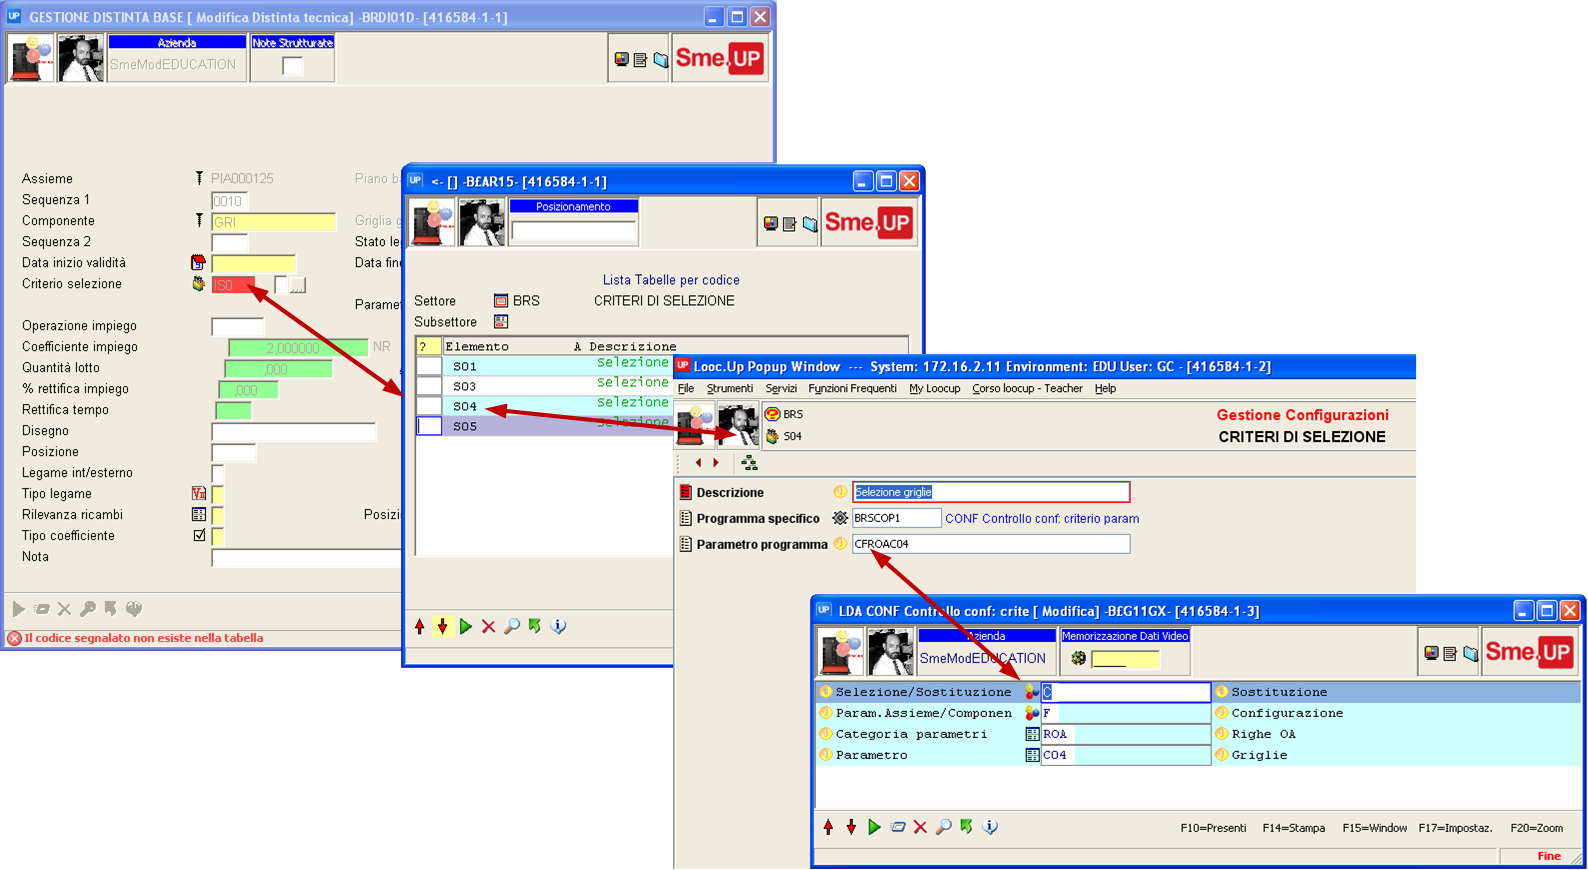 UP GESTIONE DISTINTA BASE [ Modifica Distinta tecnica] -BRDI01D- [416584-1-1]
Azienda
Note Strutturate
SmeModEDUCATION
Sme.UP
Assieme PIA000125 Piano ba
Sequenza 1 0010
Componente GRI Griglia g
Sequenza 2 Stato le
Data inizio validità Data fine
Criterio selezione IS0 ...
Paramet
Operazione impiego
Coefficiente impiego 2,000000 NR
Quantità lotto ,000
% rettifica impiego ,000
Rettifica tempo
Disegno
Posizione
Legame int/esterno
Tipo legame
Rilevanza ricambi Posizi
Tipo coefficiente
Nota
Il codice segnalato non esiste nella tabella
UP <- [] -B£AR15- [416584-1-1]
Posizionamento
Sme.UP
Lista Tabelle per codice
Settore BRS CRITERI DI SELEZIONE
Subsettore
? Elemento A Descrizione
S01 Selezione
S03 Selezione
S04 Selezione
S05 Selezione
UP Looc.Up Popup Window --- System: 172.16.2.11 Environment: EDU User: GC - [416584-1-2]
File Strumenti Servizi Funzioni Frequenti My Loocup Corso loocup - Teacher Help
BRS Gestione Configurazioni
S04 CRITERI DI SELEZIONE
Descrizione Selezione griglie
Programma specifico BRSCOP1 CONF Controllo conf: criterio param
Parametro programma CFROAC04
UP LDA CONF Controllo conf: crite [ Modifica] -B£G11GX- [416584-1-3]
Azienda
Memorizzazione Dati Video
SmeModEDUCATION
Sme.UP
Selezione/Sostituzione C Sostituzione
Param.Assieme/Componen F Configurazione
Categoria parametri ROA Righe OA
Parametro C04 Griglie
F10=Presenti F14=Stampa F15=Window F17=Impostaz. F20=Zoom
Fine